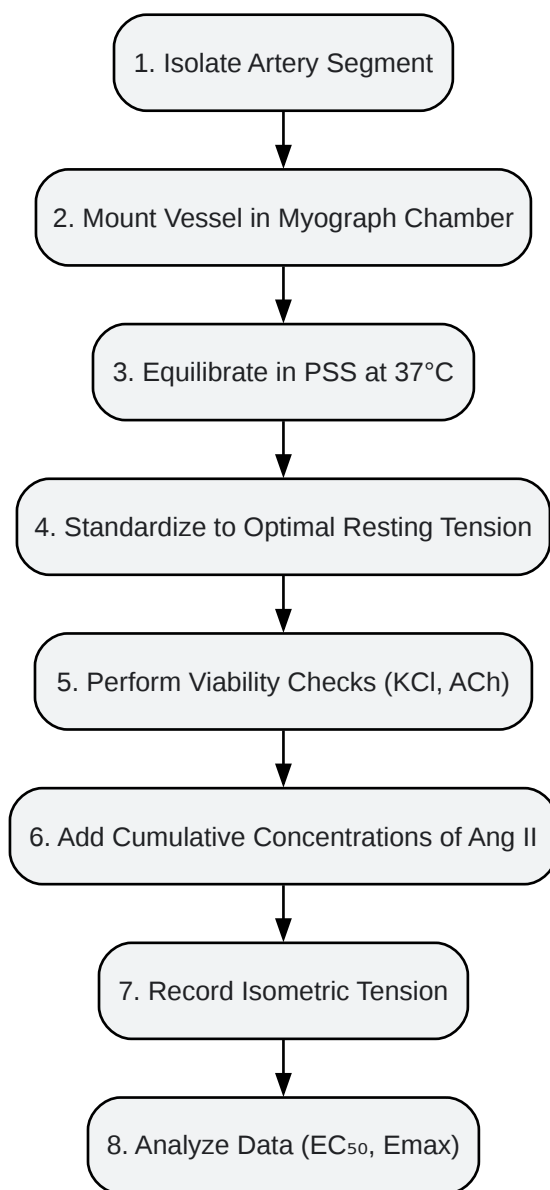 1. Isolate Artery Segment
2. Mount Vessel in Myograph Chamber
3. Equilibrate in PSS at 37°C
4. Standardize to Optimal Resting Tension
5. Perform Viability Checks (KCl, ACh)
6. Add Cumulative Concentrations of Ang II
7. Record Isometric Tension
8. Analyze Data (EC₅₀, Emax)